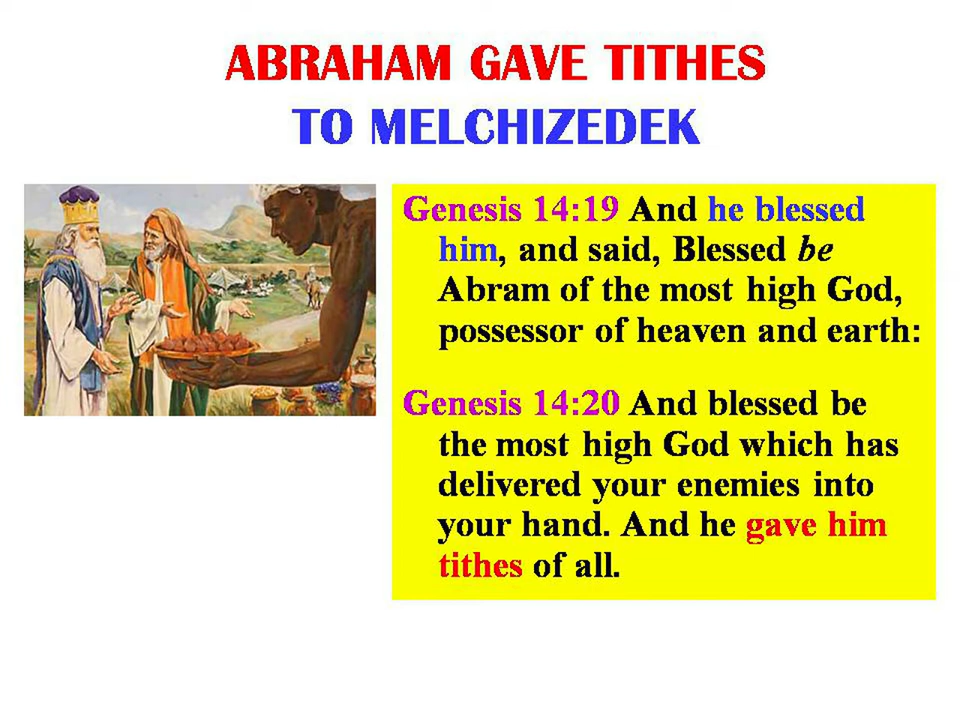 ABRAHAM GAVE TITHES
TO MELCHIZEDEK
Genesis 14:19 And he blessed
him, and said, Blessed be
Abram of the most high God,
possessor of heaven and earth:
Genesis 14:20 And blessed be
the most high God which has
delivered your enemies into
your hand. And he gave him
tithes of all.